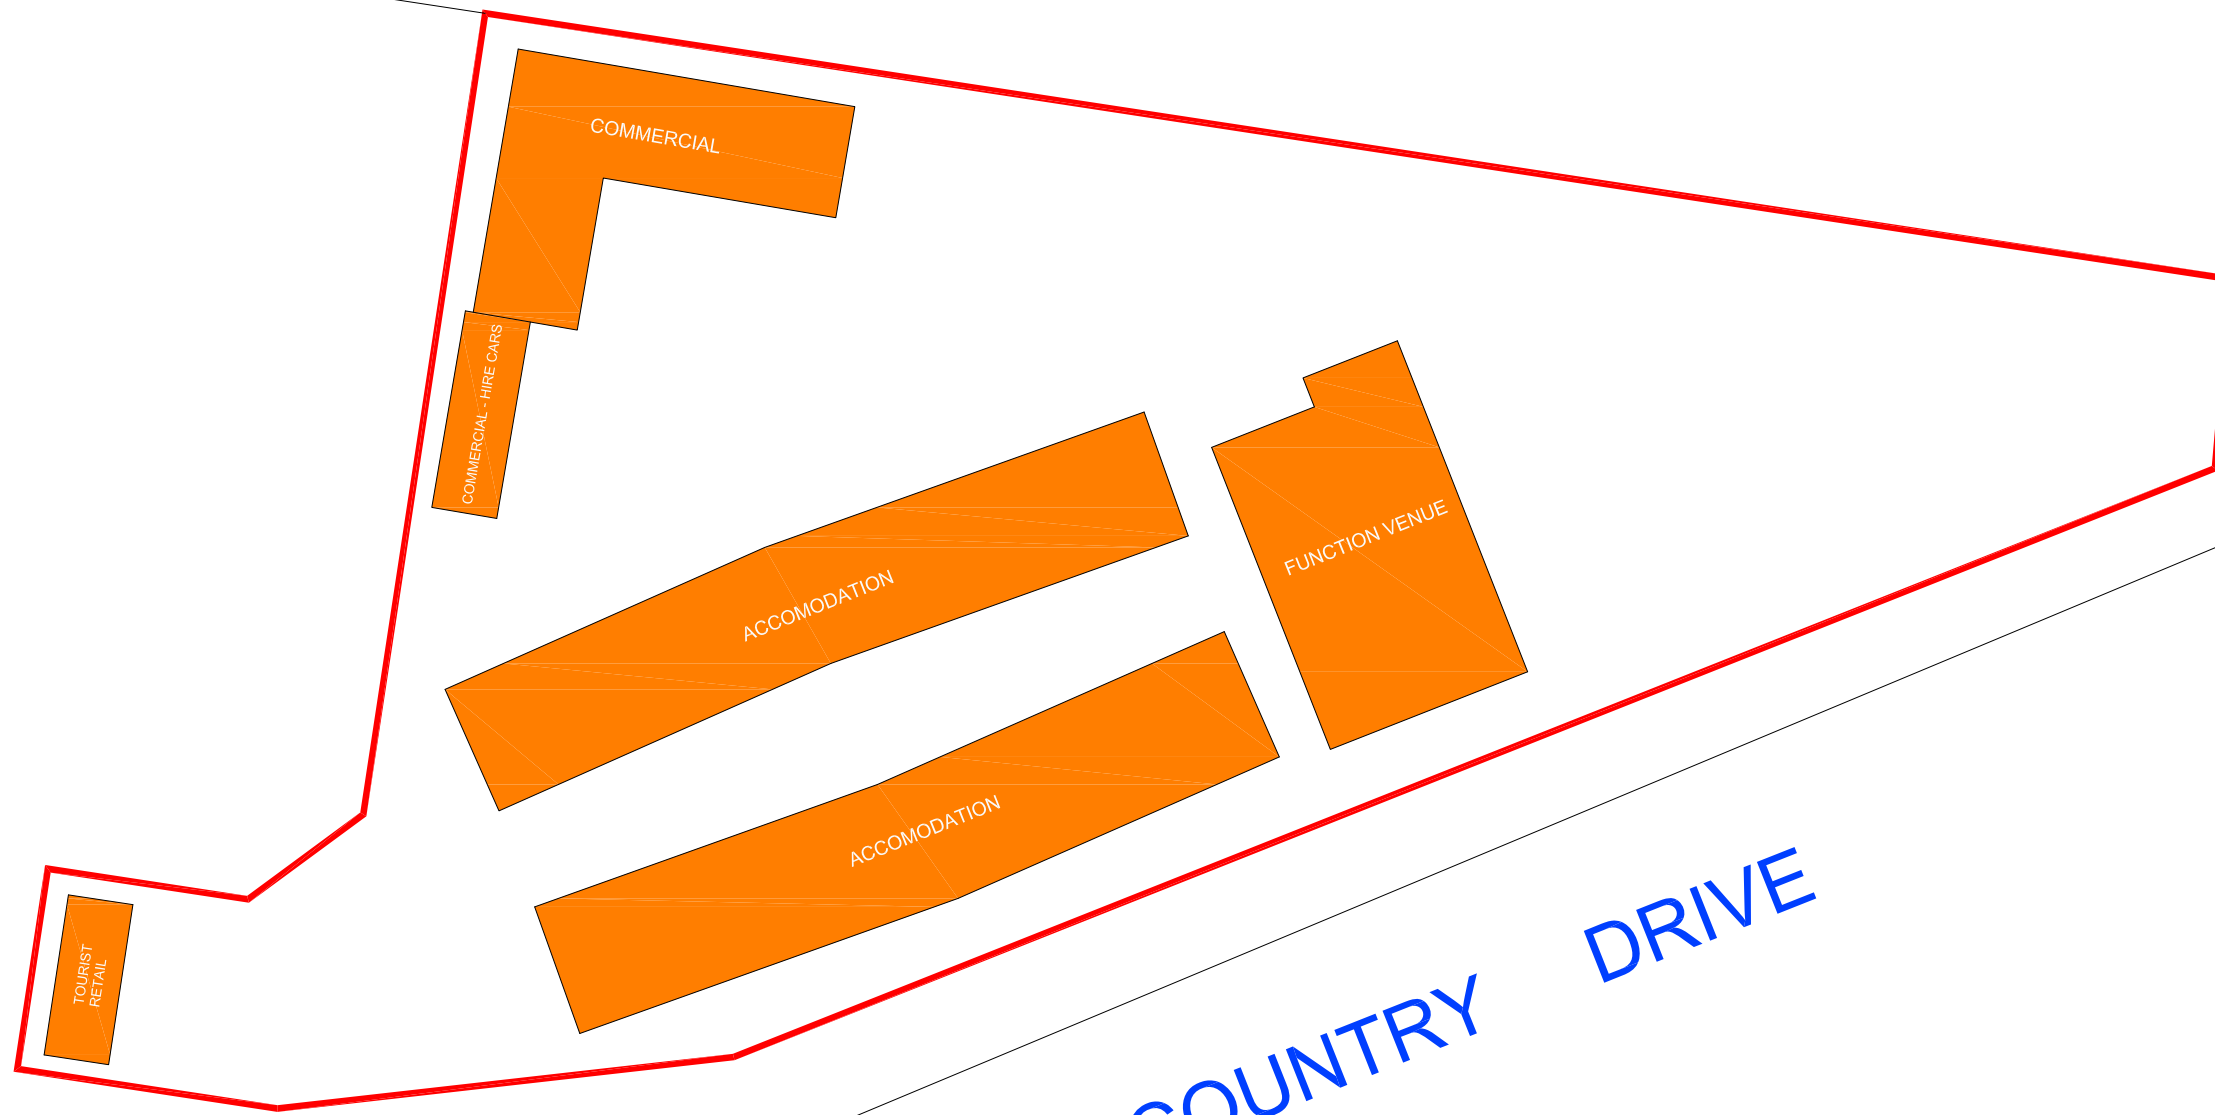 COMMERCIAL
COMMERCIAL - HIRE CARS
FUNCTION VENUE
ACCOMODATION
ACCOMODATION
TOURIST
RETAIL
COUNTRY DRIVE